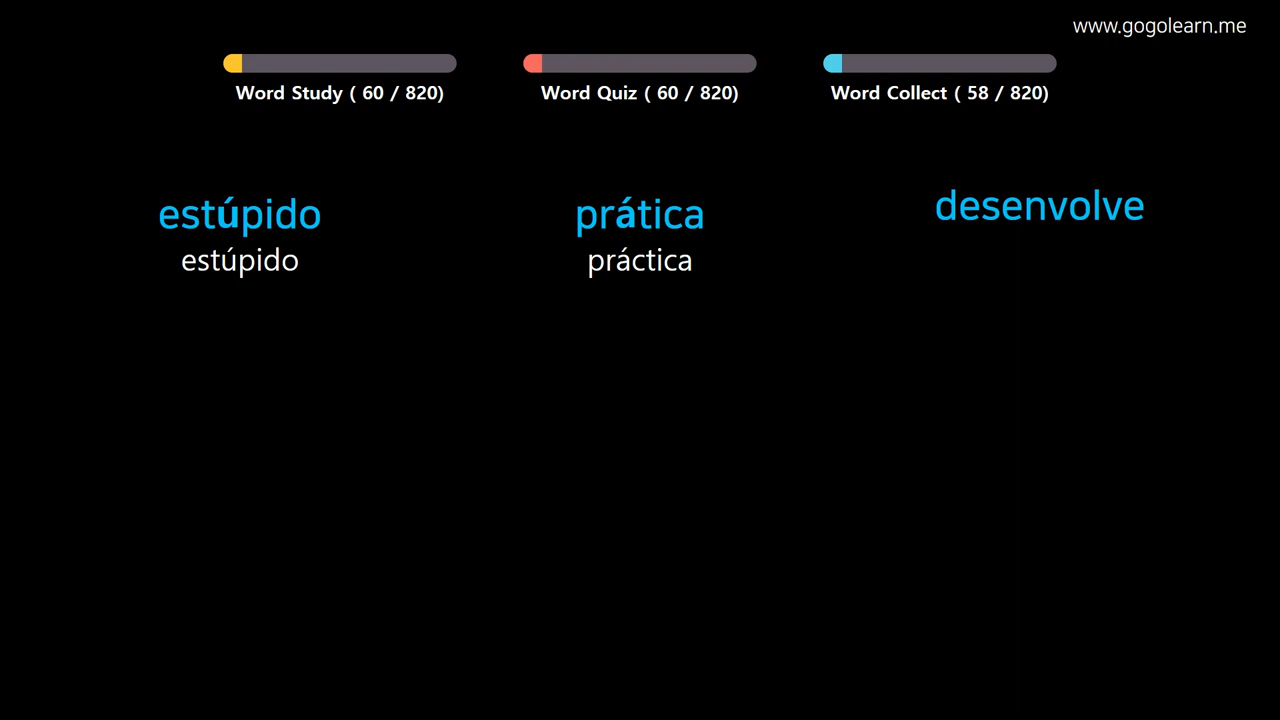 www.gogolearn.me
Word Study ( 60 / 820)
Word Quiz ( 60 / 820)
Word Collect ( 58 / 820)
estúpido
estúpido
prática
práctica
desenvolve